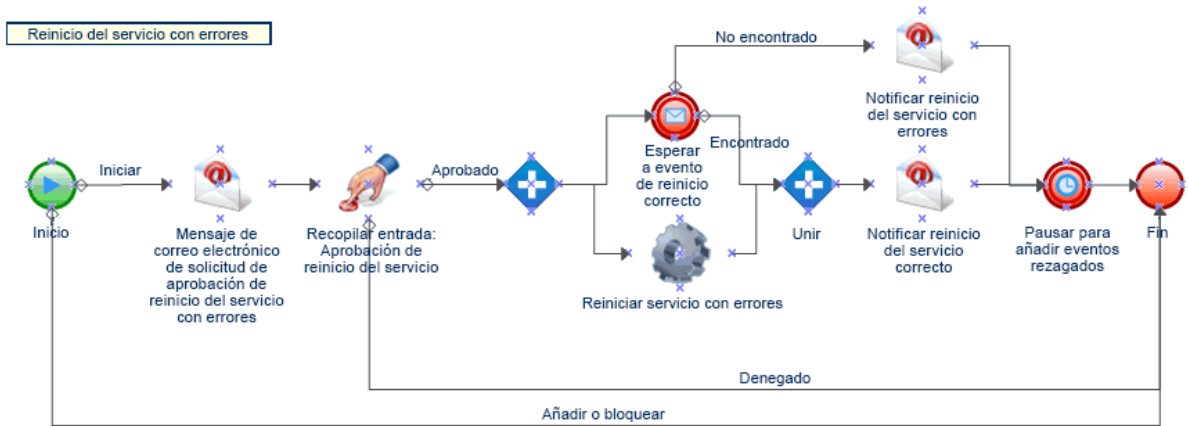 Reinicio del servicio con errores
No encontrado
Notificar reinicio
del servicio con
errores
Encontrado
Esperar
a evento
de reinicio
correcto
Iniciar
Aprobado
Inicio
Mensaje de
correo electrónico
de solicitud de
aprobación de
reinicio del servicio
con errores
Recopilar entrada:
Aprobación de
reinicio del servicio
Unir
Notificar reinicio
del servicio
correcto
Pausar para
añadir eventos
rezagados
Fin
Reiniciar servicio con errores
Denegado
Añadir o bloquear